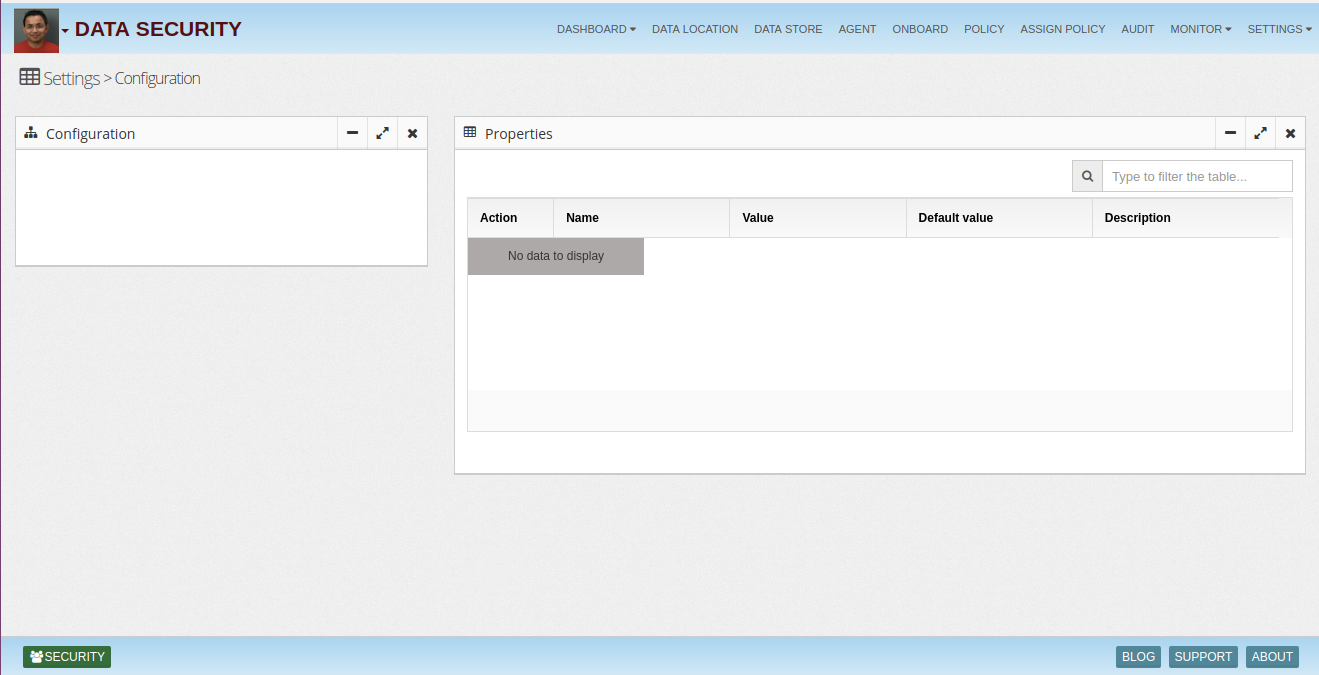 DATA SECURITY
DASHBOARD DATA LOCATION DATA STORE AGENT ONBOARD POLICY ASSIGN POLICY AUDIT MONITOR SETTINGS
Settings > Configuration
Configuration
Properties
Type to filter the table...
Action Name Value Default value Description
No data to display
SECURITY
BLOG SUPPORT ABOUT